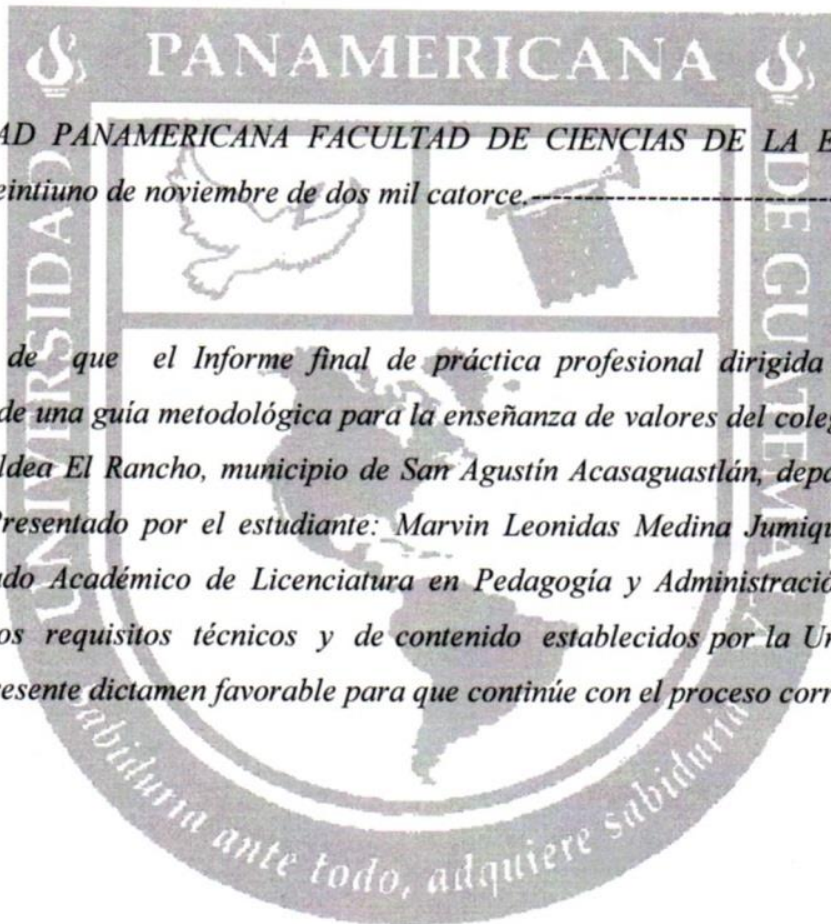 PANAMERICANA
UNIVERSIDAD
DE GUATEMALA
AD PANAMERICANA FACULTAD DE CIENCIAS DE LA E
eintiuno de noviembre de dos mil catorce.------------------------
de que el Informe final de práctica profesional dirigida
de una guía metodológica para la enseñanza de valores del coleg
ldea El Rancho, municipio de San Agustín Acasaguastlán, depa
Presentado por el estudiante: Marvin Leonidas Medina Jumiqu
do Académico de Licenciatura en Pedagogía y Administració
os requisitos técnicos y de contenido establecidos por la Un
resente dictamen favorable para que continúe con el proceso corr
Sabiduría ante todo, adquiere sabiduría